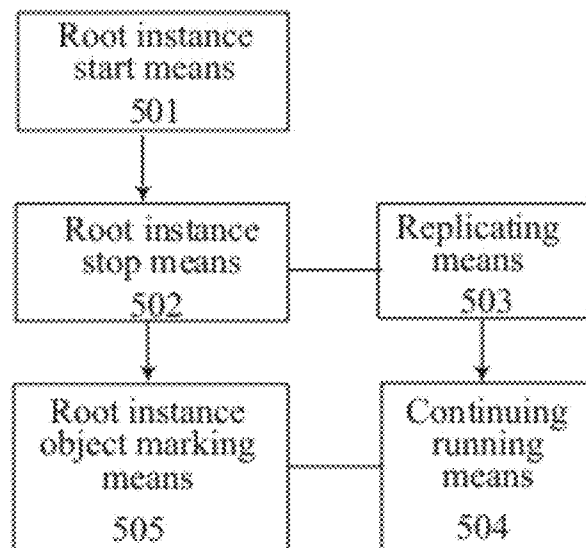 Root instance
start means
501
Root instance
stop means
502
Replicating
means
503
Root instance
object marking
means
505
Continuing
running
means
504